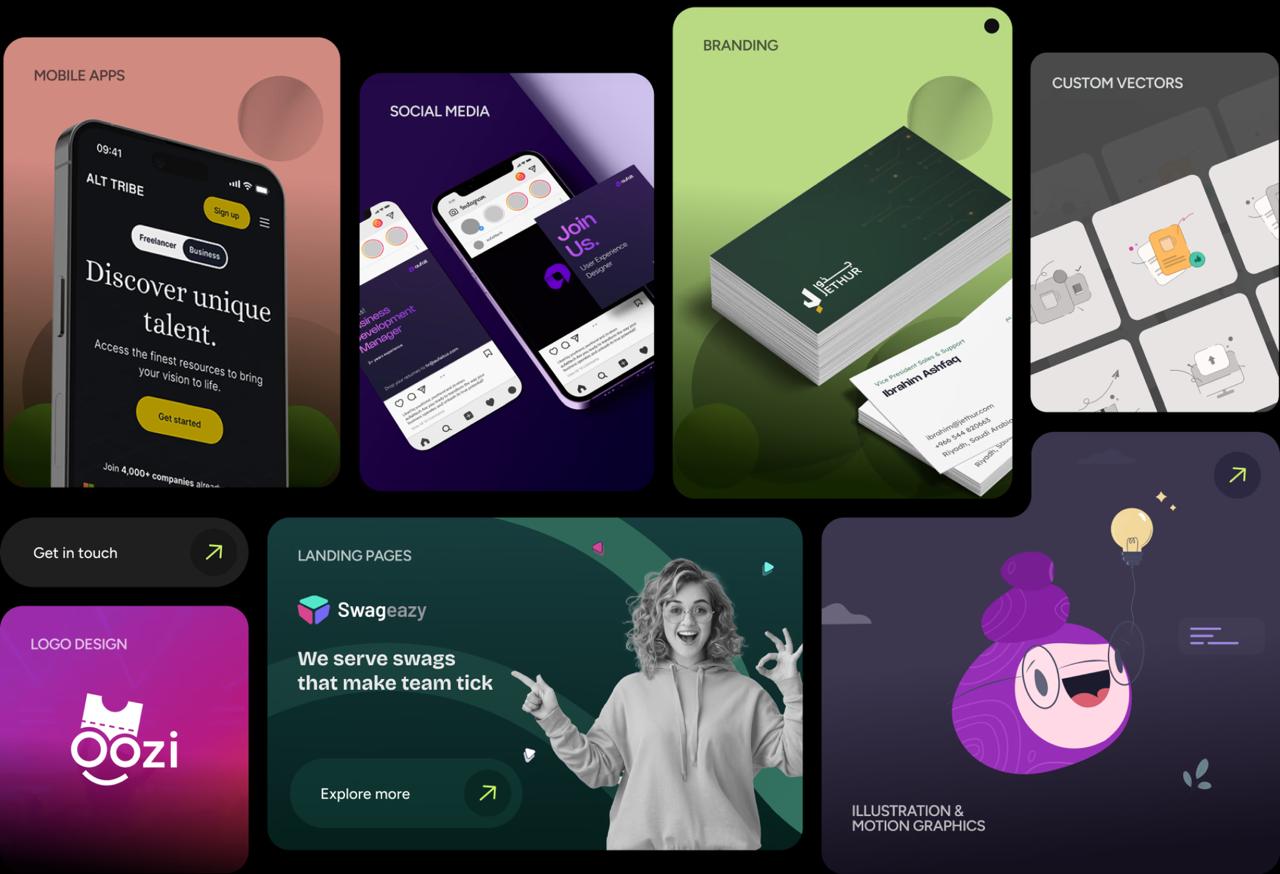 MOBILE APPS
09:41
ALT TRIBE
Sign up
Freelancer
Business
Discover unique
talent.
Access the finest resources to bring
your vision to life.
Get started
Join 4,000+ companies
SOCIAL MEDIA
Development
Manager
Instagram
Join
Us.
User Experience
Designer
BRANDING
جذور
JETHUR
Vice President Sales & Support
Ibrahim Ashfaq
ibrahim@jethur.com
+966 544 820663
Riyadh, Saudi
CUSTOM VECTORS
Get in touch
LOGO DESIGN
Oozi
LANDING PAGES
Swageazy
We serve swags
that make team tick
Explore more
ILLUSTRATION &
MOTION GRAPHICS